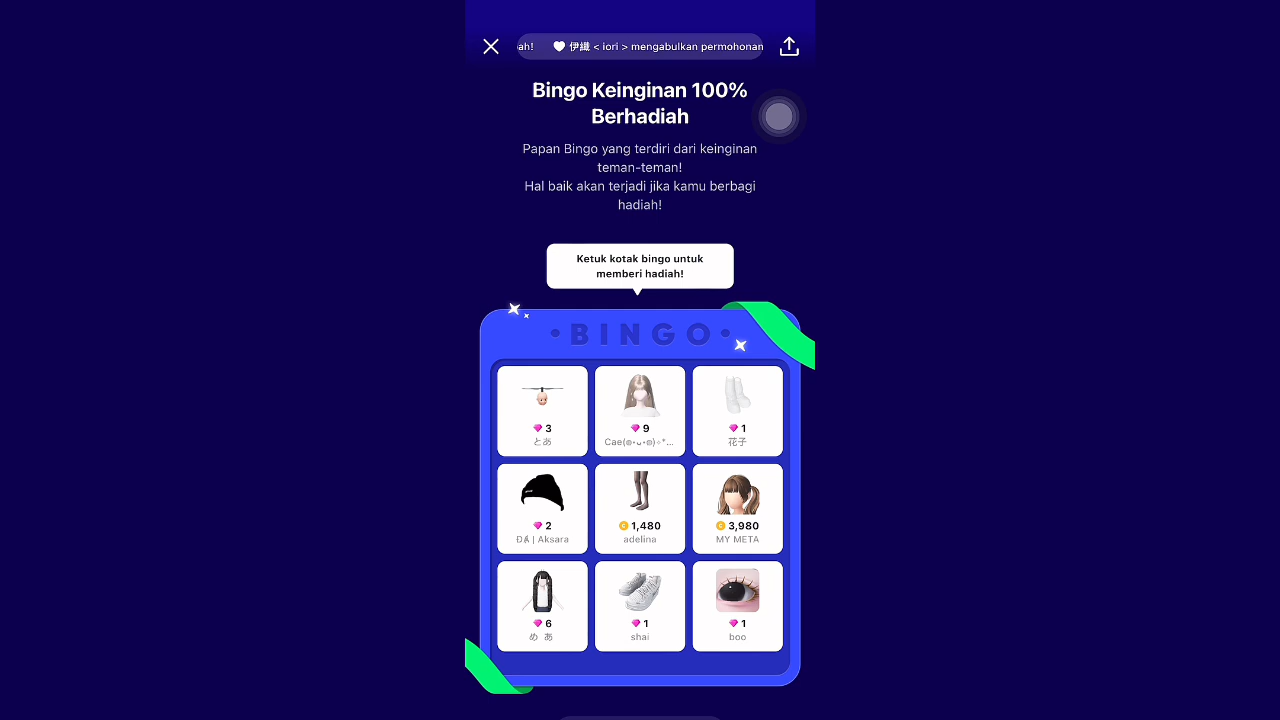 ah! 伊織 < iori > mengabulkan permohonan
Bingo Keinginan 100%
Berhadiah
Papan Bingo yang terdiri dari keinginan
teman-teman!
Hal baik akan terjadi jika kamu berbagi
hadiah!
Ketuk kotak bingo untuk
memberi hadiah!
• BINGO •
3
とあ
9
1
花子
2
| Aksara
1,480
adelina
3,980
MY META
6
め あ
1
shai
1
boo